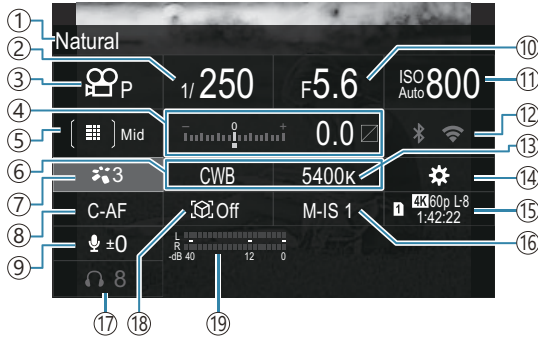 ①
Natural
②
③
P
1/250
F5.6
⑩
ISO
Auto 800
⑪
④
⑤
Mid
− 0 +
0.0
⑫
⑥
CWB
5400K
⑬
⑦
3
⑭
⑧
C-AF
Off
M-IS 1
1
4K 60p L-8
1:42:22
⑮
⑯
⑨
±0
L
R
-dB 40 12 0
8
⑰
⑱
⑲